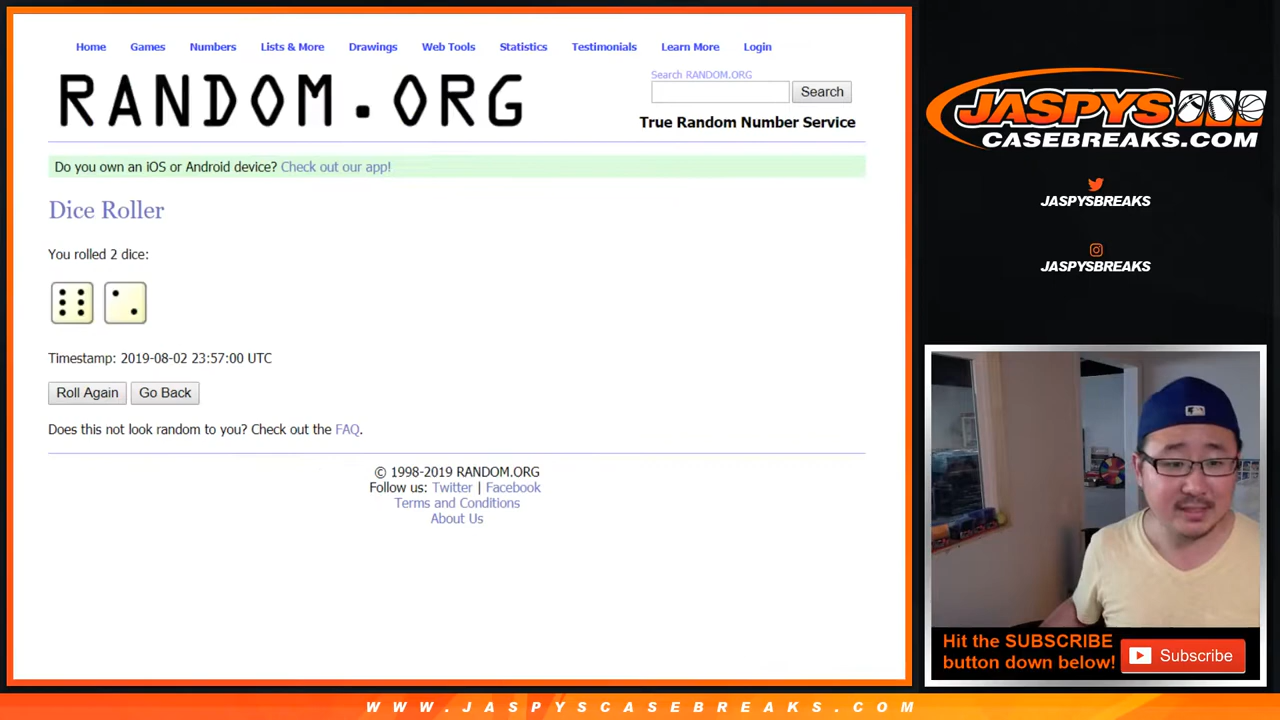 Home Games Numbers Lists & More Drawings Web Tools Statistics Testimonials Learn More Login
RANDOM.ORG
Search RANDOM.ORG
Search
True Random Number Service
Do you own an iOS or Android device? Check out our app!
Dice Roller
You rolled 2 dice:
Timestamp: 2019-08-02 23:57:00 UTC
Roll Again Go Back
Does this not look random to you? Check out the FAQ.
© 1998-2019 RANDOM.ORG
Follow us: Twitter | Facebook
Terms and Conditions
About Us
JASPYS
CASEBREAKS.COM
JASPYSBREAKS
JASPYSBREAKS
Hit the SUBSCRIBE
button down below!
Subscribe
WWW.JASPYSCASEBREAKS.COM